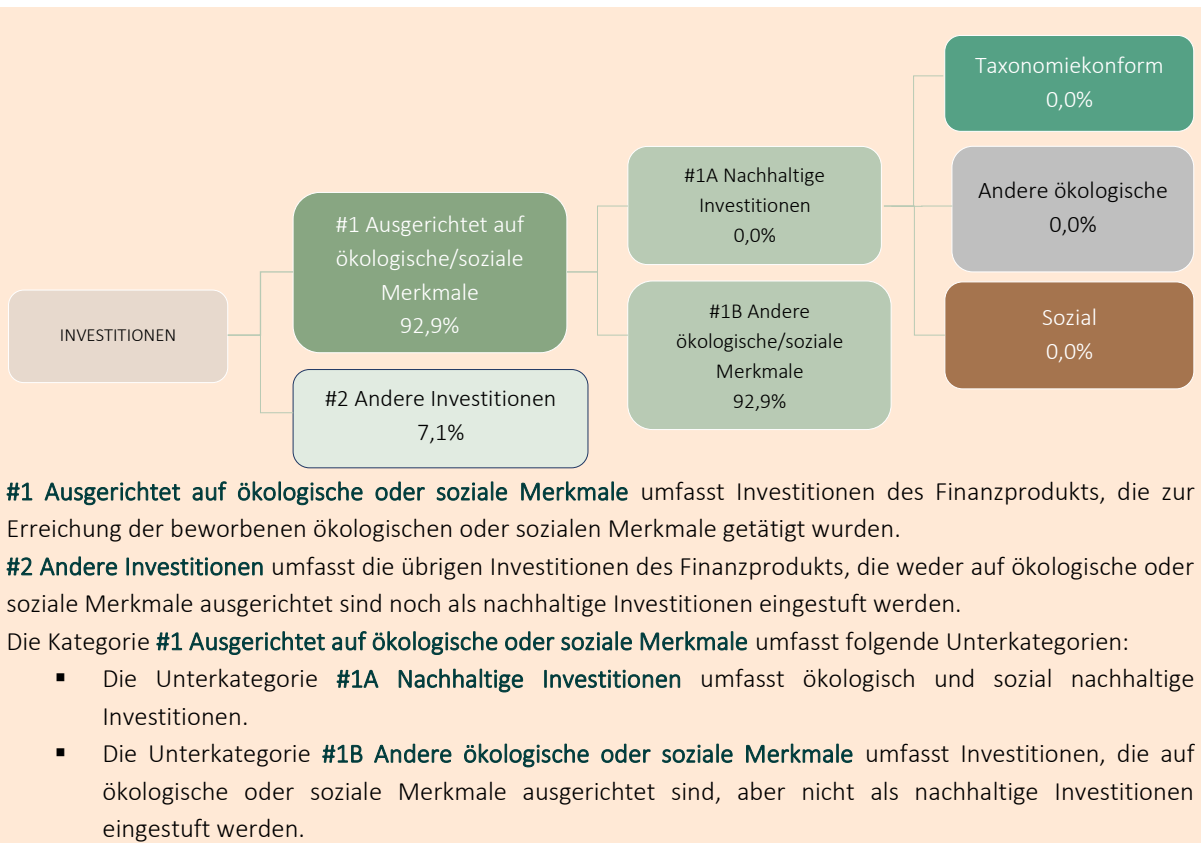 INVESTITIONEN
#1 Ausgerichtet auf
ökologische/soziale
Merkmale
92,9%
#2 Andere Investitionen
7,1%
#1A Nachhaltige
Investitionen
0,0%
#1B Andere
ökologische/soziale
Merkmale
92,9%
Taxonomiekonform
0,0%
Andere ökologische
0,0%
Sozial
0,0%
#1 Ausgerichtet auf ökologische oder soziale Merkmale umfasst Investitionen des Finanzprodukts, die zur
Erreichung der beworbenen ökologischen oder sozialen Merkmale getätigt wurden.
#2 Andere Investitionen umfasst die übrigen Investitionen des Finanzprodukts, die weder auf ökologische oder
soziale Merkmale ausgerichtet sind noch als nachhaltige Investitionen eingestuft werden.
Die Kategorie #1 Ausgerichtet auf ökologische oder soziale Merkmale umfasst folgende Unterkategorien:
▪ Die Unterkategorie #1A Nachhaltige Investitionen umfasst ökologisch und sozial nachhaltige
Investitionen.
▪ Die Unterkategorie #1B Andere ökologische oder soziale Merkmale umfasst Investitionen, die auf
ökologische oder soziale Merkmale ausgerichtet sind, aber nicht als nachhaltige Investitionen
eingestuft werden.